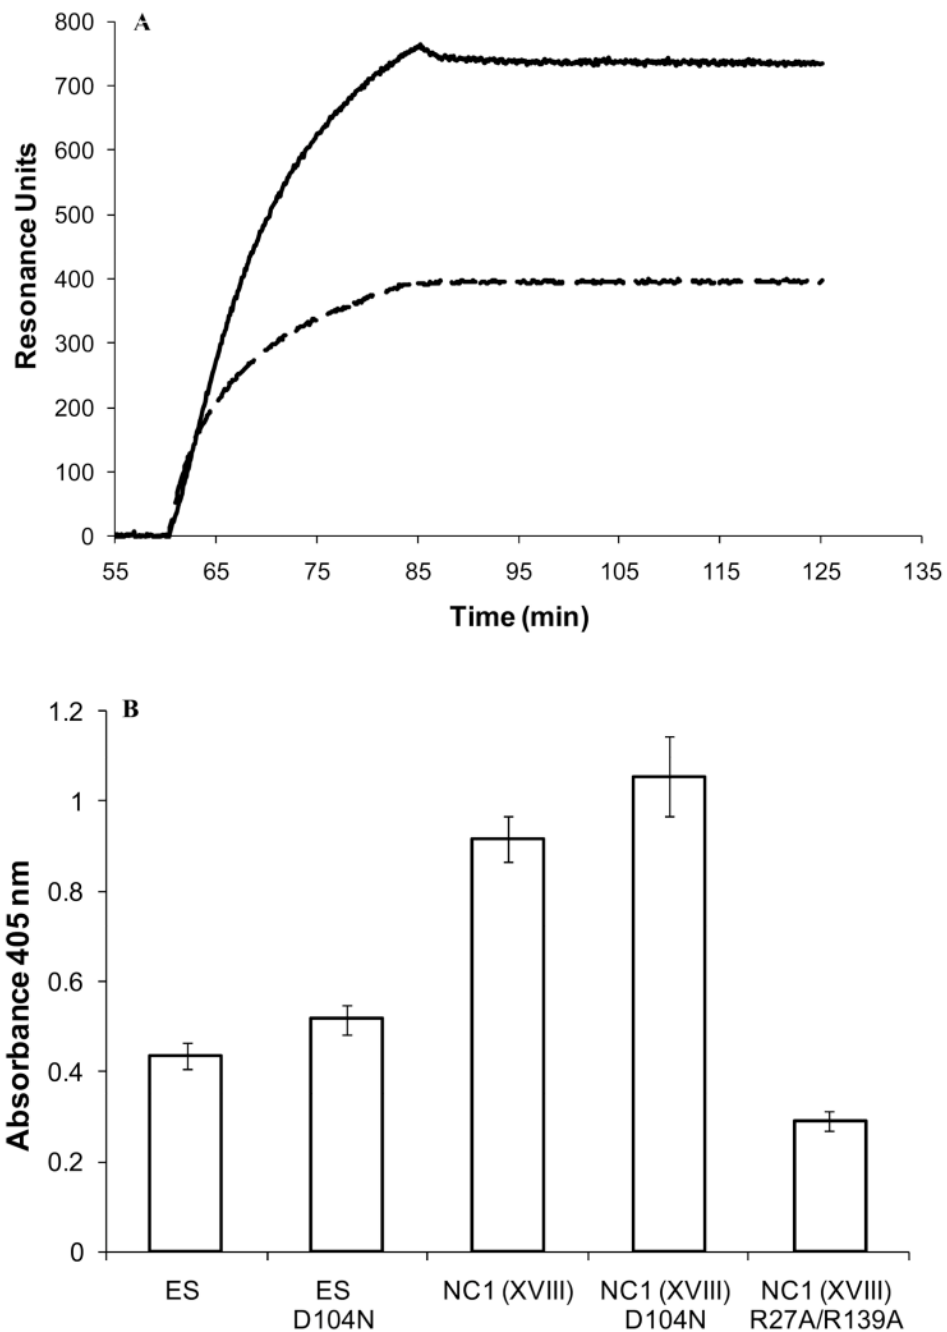 A
800
700
600
500
400
300
200
100
0
Resonance Units
55 65 75 85 95 105 115 125 135
Time (min)
B
1.2
1
0.8
0.6
0.4
0.2
0
Absorbance 405 nm
ES ES NC1 (XVIII) NC1 (XVIII) NC1 (XVIII)
D104N D104N R27A/R139A